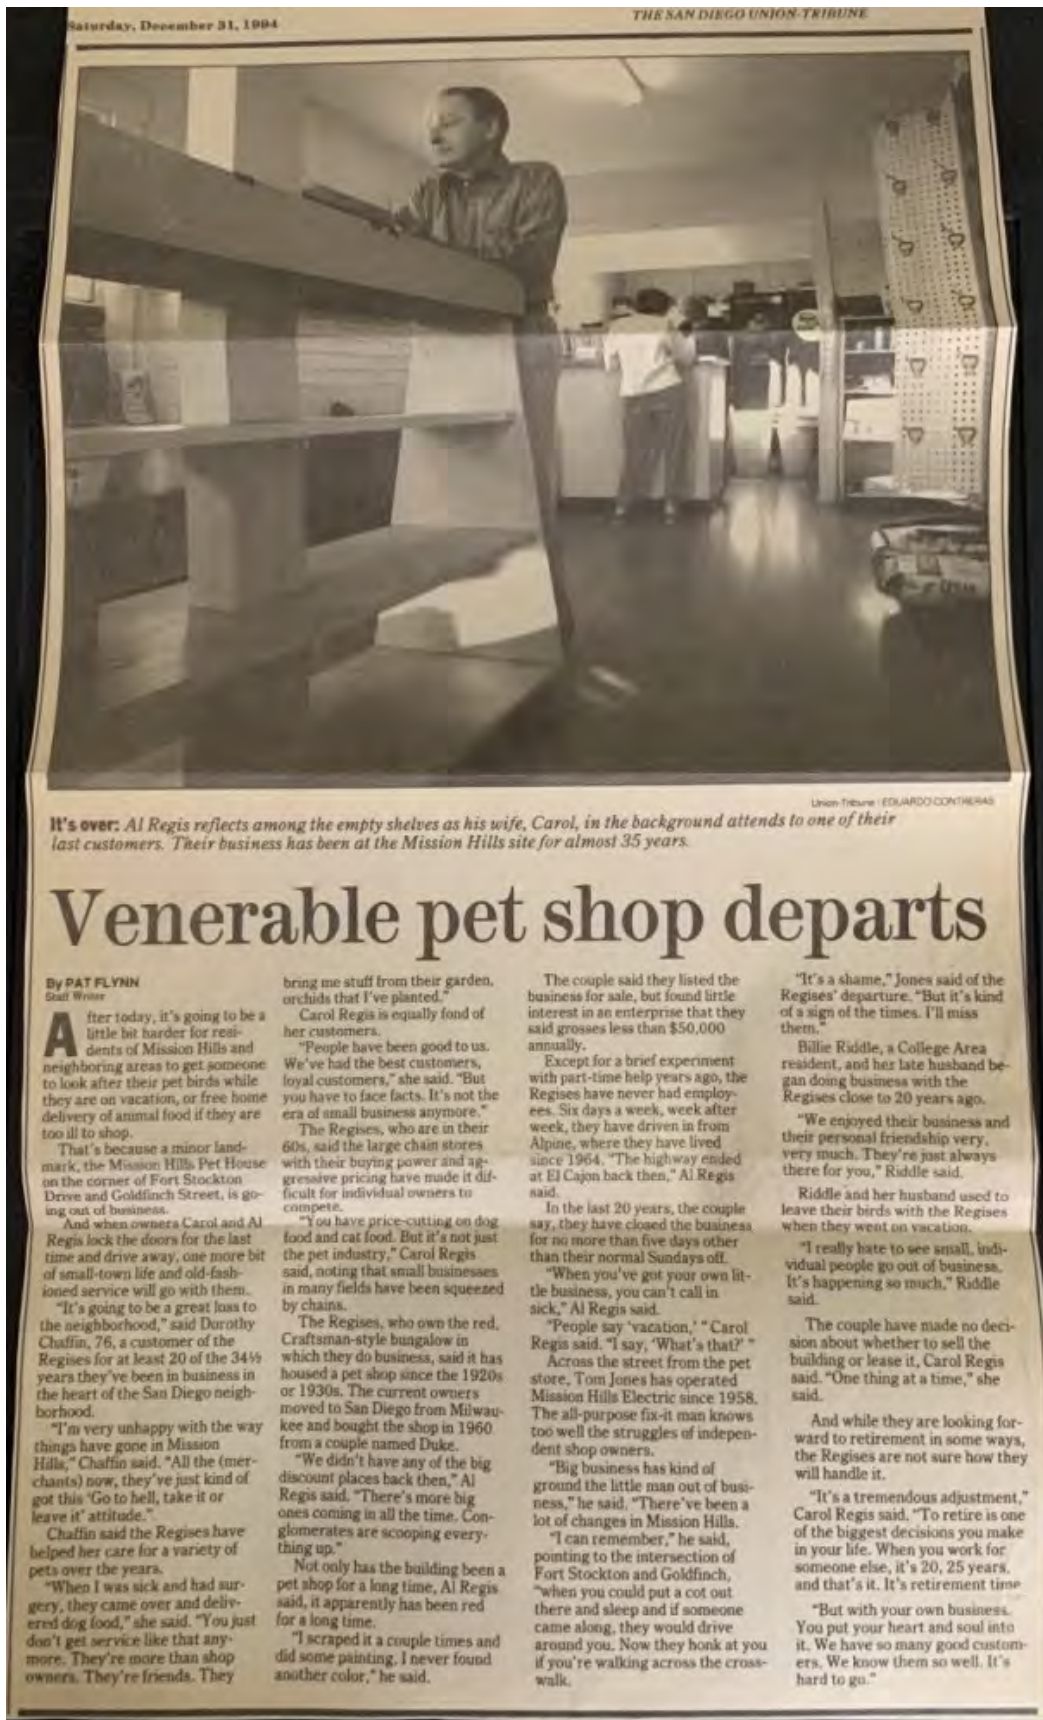 Saturday, December 31, 1994
THE SAN DIEGO UNION-TRIBUNE
Union-Tribune / EDUARDO CONTRERAS
It's over: Al Regis reflects among the empty shelves as his wife, Carol, in the background attends to one of their
last customers. Their business has been at the Mission Hills site for almost 35 years.
Venerable pet shop departs
By PAT FLYNN
Staff Writer
After today, it's going to be a
little bit harder for resi-
dents of Mission Hills and
neighboring areas to get someone
to look after their pet birds while
they are on vacation, or free home
delivery of animal food if they are
too ill to shop.
That's because a minor land-
mark, the Mission Hills Pet House
on the corner of Fort Stockton
Drive and Goldfinch Street, is go-
ing out of business.
And when owners Carol and Al
Regis lock the doors for the last
time and drive away, one more bit
of small-town life and old-fash-
ioned service will go with them.
"It's going to be a great loss to
the neighborhood," said Dorothy
Chaffin, 76, a customer of the
Regises for at least 20 of the 34½
years they've been in business in
the heart of the San Diego neigh-
borhood.
"I'm very unhappy with the way
things have gone in Mission
Hills," Chaffin said. "All the (mer-
chants) now, they've just kind of
got this 'Go to hell, take it or
leave it' attitude."
Chaffin said the Regises have
helped her care for a variety of
pets over the years.
"When I was sick and had sur-
gery, they came over and deliv-
ered dog food," she said. "You just
don't get service like that any-
more. They're more than shop
owners. They're friends. They
bring me stuff from their garden,
orchids that I've planted."
Carol Regis is equally fond of
her customers.
"People have been good to us.
We've had the best customers,
loyal customers," she said. "But
you have to face facts. It's not the
era of small business anymore."
The Regises, who are in their
60s, said the large chain stores
with their buying power and ag-
gressive pricing have made it dif-
ficult for individual owners to
compete.
"You have price-cutting on dog
food and cat food. But it's not just
the pet industry," Carol Regis
said, noting that small businesses
in many fields have been squeezed
by chains.
The Regises, who own the red,
Craftsman-style bungalow in
which they do business, said it has
housed a pet shop since the 1920s
or 1930s. The current owners
moved to San Diego from Milwau-
kee and bought the shop in 1960
from a couple named Duke.
"We didn't have any of the big
discount places back then," Al
Regis said. "There's more big
ones coming in all the time. Con-
glomerates are scooping every-
thing up."
Not only has the building been a
pet shop for a long time, Al Regis
said, it apparently has been red
for a long time.
"I scraped it a couple times and
did some painting. I never found
another color," he said.
The couple said they listed the
business for sale, but found little
interest in an enterprise that they
said grosses less than $50,000
annually.
Except for a brief experiment
with part-time help years ago, the
Regises have never had employ-
ees. Six days a week, week after
week, they have driven in from
Alpine, where they have lived
since 1964. "The highway ended
at El Cajon back then," Al Regis
said.
In the last 20 years, the couple
say, they have closed the business
for no more than five days other
than their normal Sundays off.
"When you've got your own lit-
tle business, you can't call in
sick," Al Regis said.
"People say 'vacation,' " Carol
Regis said. "I say, 'What's that?' "
Across the street from the pet
store, Tom Jones has operated
Mission Hills Electric since 1958.
The all-purpose fix-it man knows
too well the struggles of indepen-
dent shop owners.
"Big business has kind of
ground the little man out of busi-
ness," he said. "There've been a
lot of changes in Mission Hills.
"I can remember," he said,
pointing to the intersection of
Fort Stockton and Goldfinch,
"when you could put a cot out
there and sleep and if someone
came along, they would drive
around you. Now they honk at you
if you're walking across the cross-
walk.
"It's a shame," Jones said of the
Regises' departure. "But it's kind
of a sign of the times. I'll miss
them."
Billie Riddle, a College Area
resident, and her late husband be-
gan doing business with the
Regises close to 20 years ago.
"We enjoyed their business and
their personal friendship very,
very much. They're just always
there for you," Riddle said.
Riddle and her husband used to
leave their birds with the Regises
when they went on vacation.
"I really hate to see small, indi-
vidual people go out of business.
It's happening so much," Riddle
said.
The couple have made no deci-
sion about whether to sell the
building or lease it, Carol Regis
said. "One thing at a time," she
said.
And while they are looking for-
ward to retirement in some ways,
the Regises are not sure how they
will handle it.
"It's a tremendous adjustment,"
Carol Regis said. "To retire is one
of the biggest decisions you make
in your life. When you work for
someone else, it's 20, 25 years,
and that's it. It's retirement time
"But with your own business.
You put your heart and soul into
it. We have so many good custom-
ers. We know them so well. It's
hard to go."